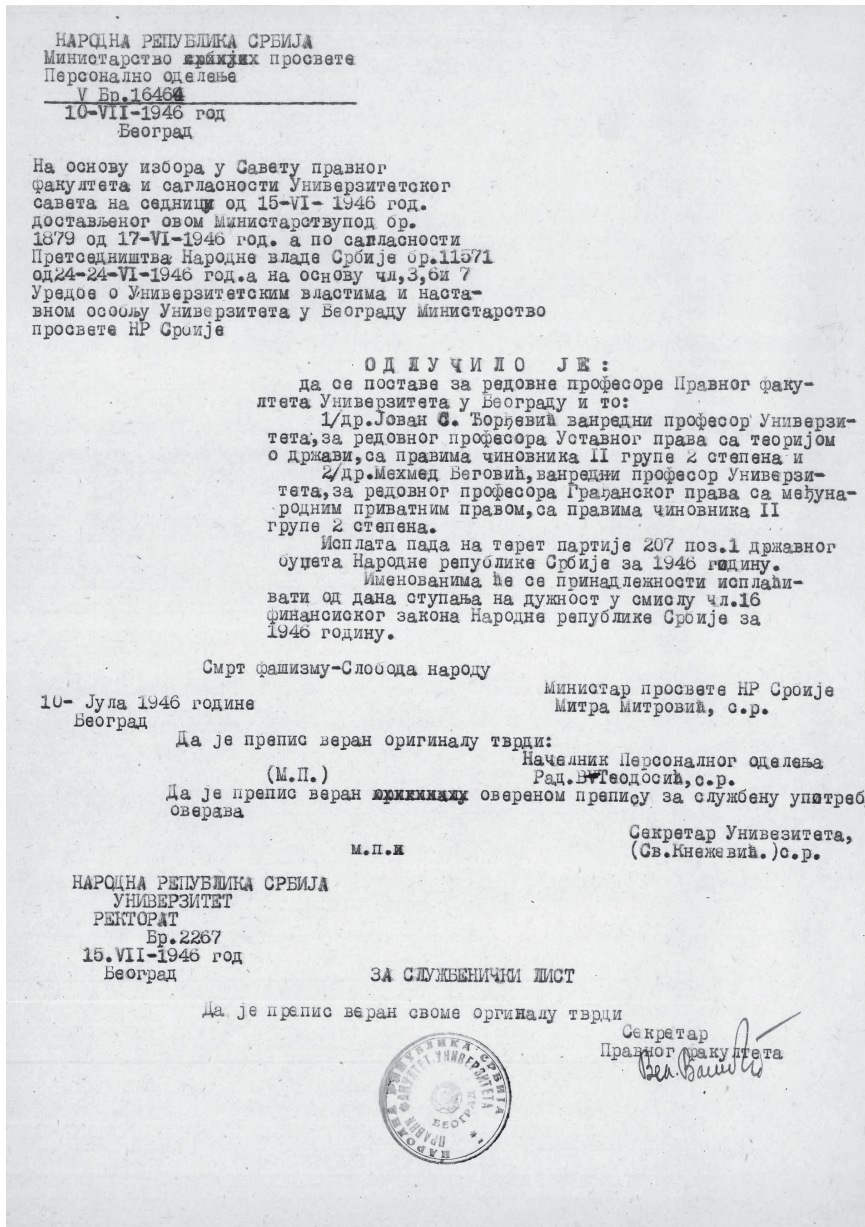 НАРОДНА РЕПУБЛИКА СРБИЈА
Министарство просвете
Персонално оделење
V Бр.16464
10-VII-1946 год
Београд
На основу избора у Савету правног
факултета и сагласности Универзитетског
савета на седници од 15-VI- 1946 год.
достављеног овом Министарствупод бр.
1879 од 17-VI-1946 год. а по сагласности
Претседништва Народне владе Србије бр.11571
од24-24-VI-1946 год.а на основу чл,3,6и 7
Уредое о Универзитетским властима и наста-
вном особљу Универзитета у Београду Министарство
просвете НР Србије
ОДЛУЧИЛО ЈЕ:
да се поставе за редовне професоре Правног факу-
лтета Универзитета у Београду и то:
1/др.Јован С. Ђорђевић ванредни професор Универзи-
тета,за редовног професора Уставног права са теоријом
о држави,са правима чиновника II групе 2 степена и
2/др.Мехмед Беговић,ванредни професор Универзи-
тета,за редовног професора Грађанског права са међуна-
родним приватним правом,са правима чиновника II
групе 2 степена.
Исплата пада на терет партије 207 поз.1 државног
буџета Народне републике Србије за 1946 годину.
Именованима ће се принадлежности исплаћи-
вати од дана ступања на дужност у смислу чл.16
финансиског закона Народне републике Србије за
1946 годину.
Смрт фашизму-Слобода народу
Министар просвете НР Србије
10- Јула 1946 године
Митра Митровић, с.р.
Београд
Да је препис веран оригиналу тврди:
Начелник Персоналног оделења
(М.П.)
Рад.В.Теодосић,с.р.
Да је препис веран овереном препису за службену употреб
оверава
Секретар Унивезитета,
м.п.
(Св.Кнежевић.)с.р.
НАРОДНА РЕПУБЛИКА СРБИЈА
УНИВЕРЗИТЕТ
РЕКТОРАТ
Бр.2267
15.VII-1946 год
Београд
ЗА СЛУЖБЕНИЧКИ ЛИСТ
Да је препис веран своме оргиналу тврди
Секретар
Правног факултета
НАРОДНА РЕПУБЛИКА СРБИЈА
ПРАВНИ ФАКУЛТЕТ УНИВЕРЗИТЕТА
БЕОГРАД